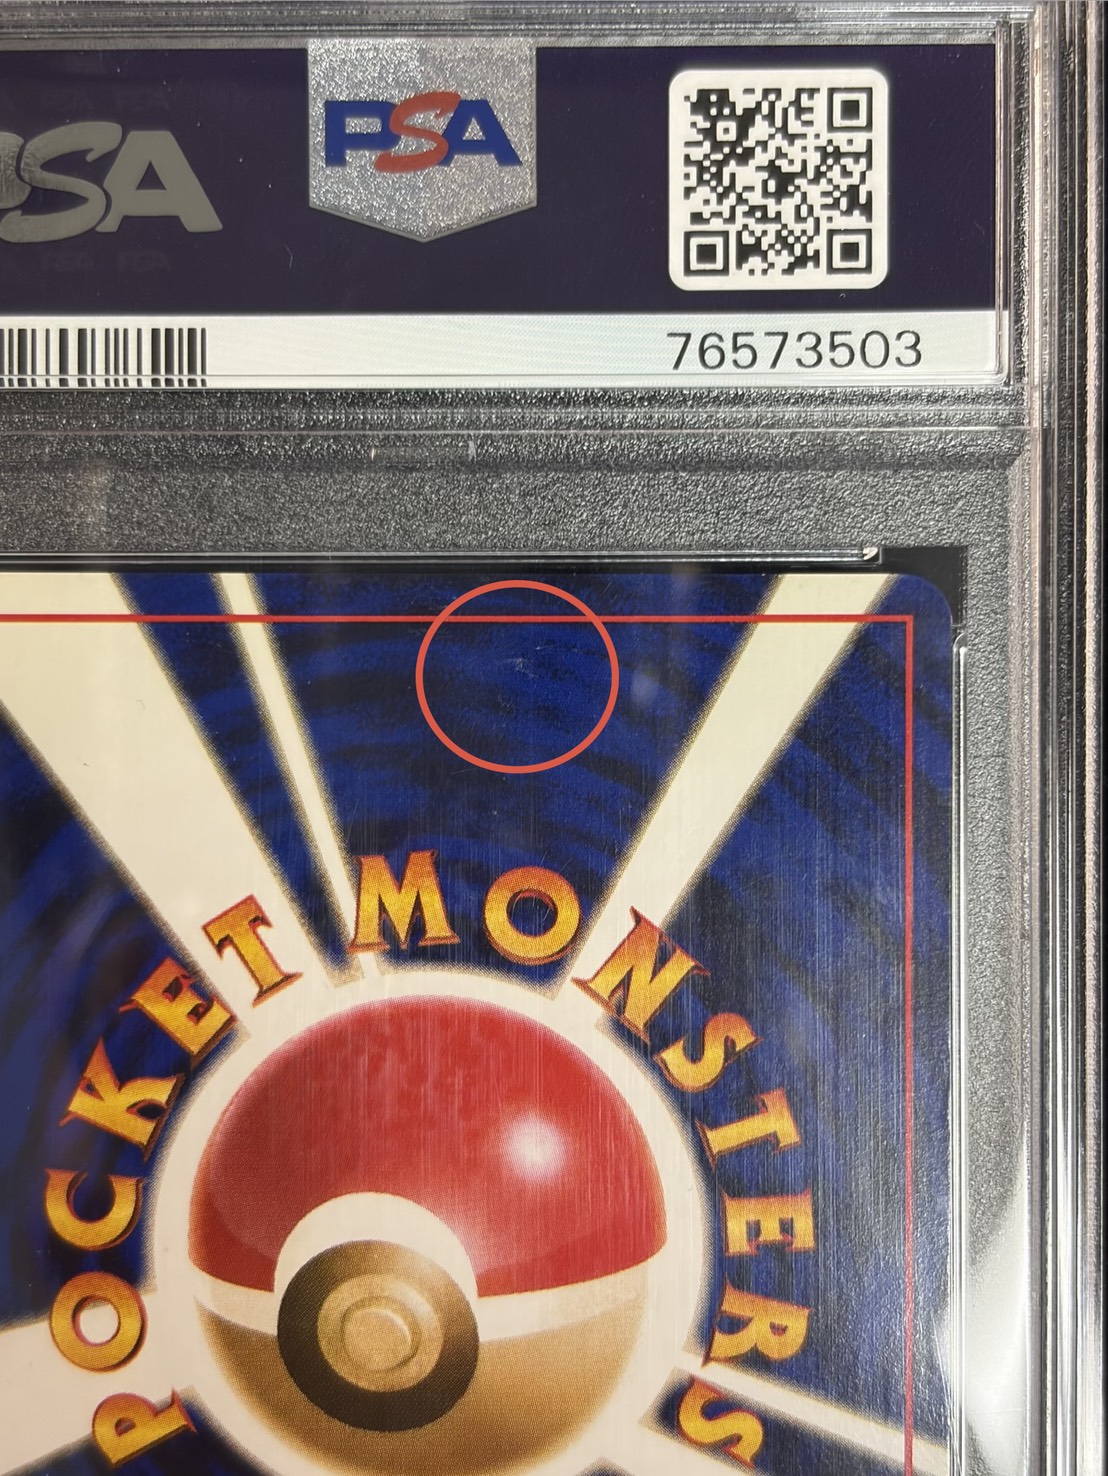 PSA
PSA
76573503
POCKET MONSTERS